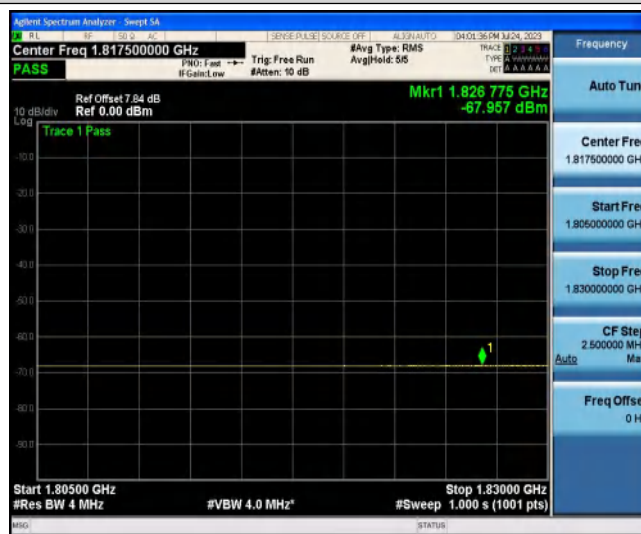 Agilent Spectrum Analyzer - Swept SA
RL RF 50 Ω AC SENSE:PULSE SOURCE OFF ALIGNAUTO 04:01:36 PM Jul 24, 2023
Center Freq 1.817500000 GHz
PASS
PNO: Fast
IFGain:Low
Trig: Free Run
#Atten: 10 dB
#Avg Type: RMS
Avg|Hold: 5/5
TRACE 1 2 3 4 5 6
TYPE A
DET A A A A A A
Mkr1 1.826 775 GHz
-67.957 dBm
Ref Offset 7.84 dB
Ref 0.00 dBm
10 dB/div
Log
Trace 1 Pass
-10.0
-20.0
-30.0
-40.0
-50.0
-60.0
-70.0
-80.0
-90.0
1
Start 1.80500 GHz
Stop 1.83000 GHz
#Res BW 4 MHz
#VBW 4.0 MHz*
#Sweep 1.000 s (1001 pts)
MSG
STATUS
Frequency
Auto Tun
Center Fre
1.817500000 GH
Start Fre
1.805000000 GH
Stop Fre
1.830000000 GH
CF Ste
2.500000 MH
Auto Ma
Freq Offse
0 H